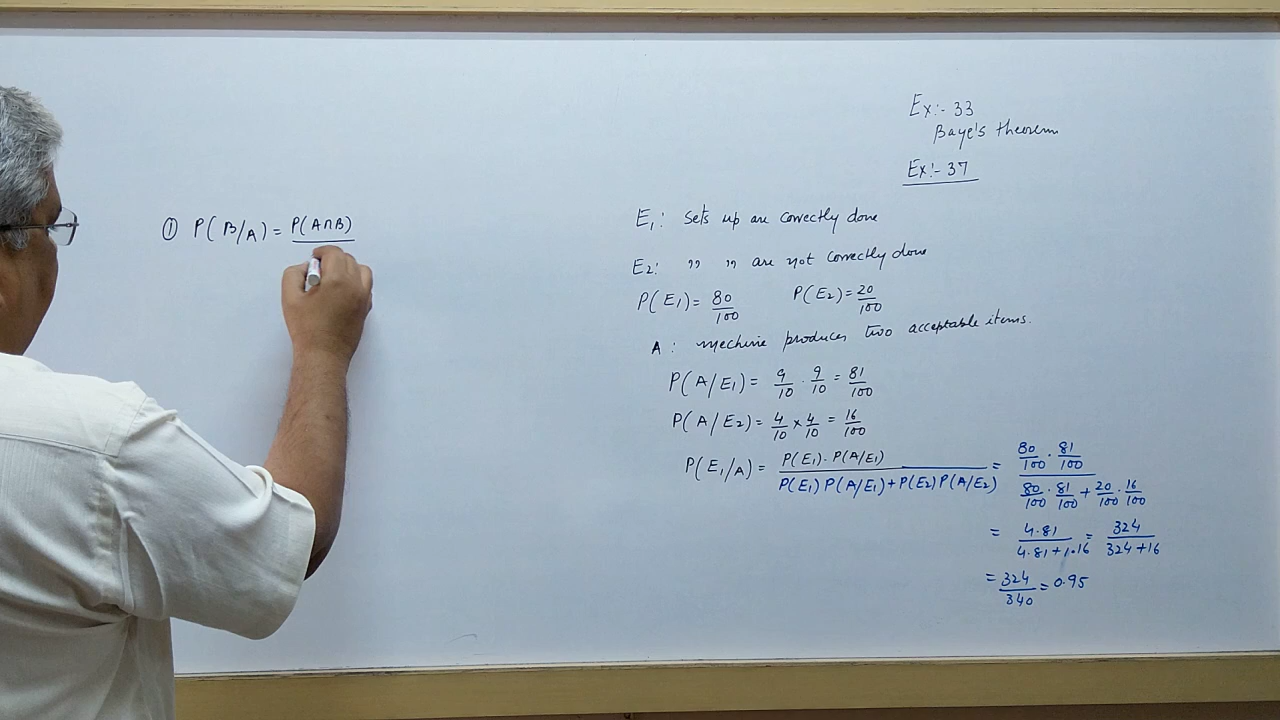 ① P(B/A) = P(A∩B)
Ex:- 33
Baye's theorem
Ex:- 37
E₁: Sets up are correctly done
E₂: ,, ,, are not correctly done
P(E₁) = 80/100 P(E₂) = 20/100
A: Mechine produces two acceptable items.
P(A/E₁) = 9/10 · 9/10 = 81/100
P(A/E₂) = 4/10 × 4/10 = 16/100
P(E₁/A) = P(E₁)·P(A/E₁) / P(E₁)P(A/E₁)+P(E₂)P(A/E₂) = 80/100 · 81/100 / 80/100 · 81/100 + 20/100 · 16/100
= 4.81 / 4.81+1.16 = 324 / 324+16
= 324/340 = 0.95